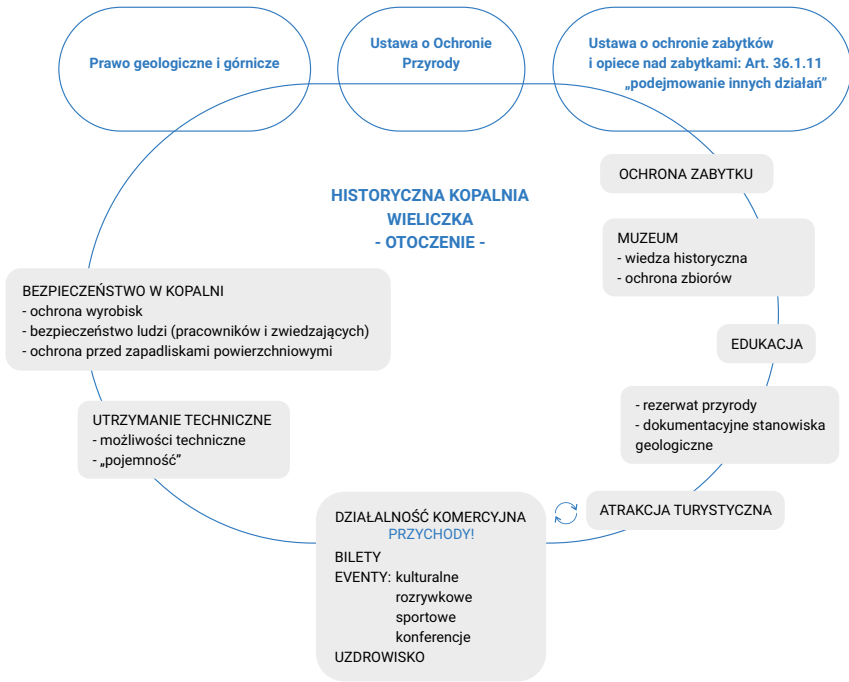 Prawo geologiczne i górnicze
Ustawa o Ochronie
Przyrody
Ustawa o ochronie zabytków
i opiece nad zabytkami: Art. 36.1.11
„podejmowanie innych działań”
HISTORYCZNA KOPALNIA
WIELICZKA
- OTOCZENIE -
OCHRONA ZABYTKU
MUZEUM
- wiedza historyczna
- ochrona zbiorów
EDUKACJA
- rezerwat przyrody
- dokumentacyjne stanowiska
geologiczne
ATRAKCJA TURYSTYCZNA
DZIAŁALNOŚĆ KOMERCYJNA
PRZYCHODY!
BILETY
EVENTY: kulturalne
rozrywkowe
sportowe
konferencje
UZDROWISKO
UTRZYMANIE TECHNICZNE
- możliwości techniczne
- „pojemność”
BEZPIECZEŃSTWO W KOPALNI
- ochrona wyrobisk
- bezpieczeństwo ludzi (pracowników i zwiedzających)
- ochrona przed zapadliskami powierzchniowymi